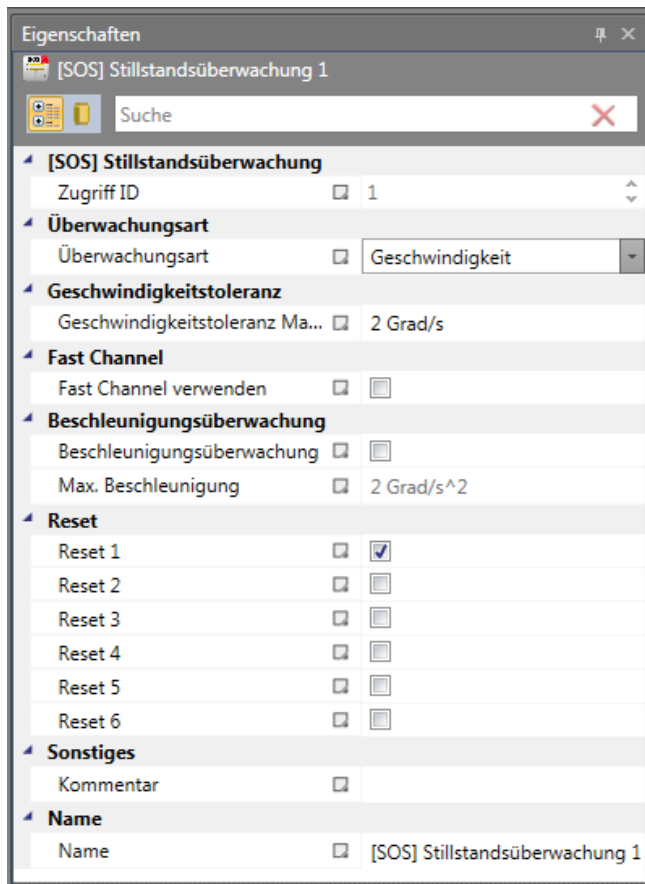 Eigenschaften
[SOS] Stillstandsüberwachung 1
Suche
[SOS] Stillstandsüberwachung
Zugriff ID 1
Überwachungsart
Überwachungsart Geschwindigkeit
Geschwindigkeitstoleranz
Geschwindigkeitstoleranz Ma... 2 Grad/s
Fast Channel
Fast Channel verwenden
Beschleunigungsüberwachung
Beschleunigungsüberwachung
Max. Beschleunigung 2 Grad/s^2
Reset
Reset 1
Reset 2
Reset 3
Reset 4
Reset 5
Reset 6
Sonstiges
Kommentar
Name
Name [SOS] Stillstandsüberwachung 1